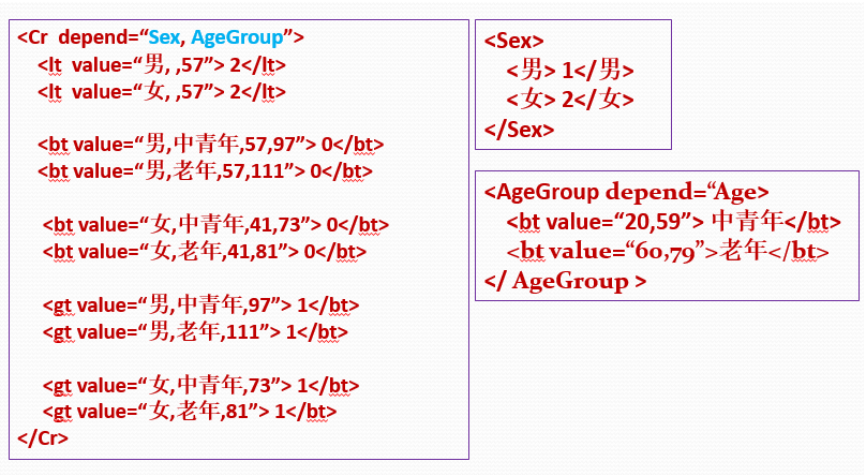 <Cr depend=“Sex, AgeGroup”>
<lt value=“男, ,57”> 2</lt>
<lt value=“女, ,57”> 2</lt>
<bt value=“男,中青年,57,97”> 0</bt>
<bt value=“男,老年,57,111”> 0</bt>
<bt value=“女,中青年,41,73”> 0</bt>
<bt value=“女,老年,41,81”> 0</bt>
<gt value=“男,中青年,97”> 1</bt>
<gt value=“男,老年,111”> 1</bt>
<gt value=“女,中青年,73”> 1</bt>
<gt value=“女,老年,81”> 1</bt>
</Cr>
<Sex>
<男> 1</男>
<女> 2</女>
</Sex>
<AgeGroup depend=“Age>
<bt value=“20,59”> 中青年</bt>
<bt value=“60,79”>老年</bt>
</ AgeGroup >